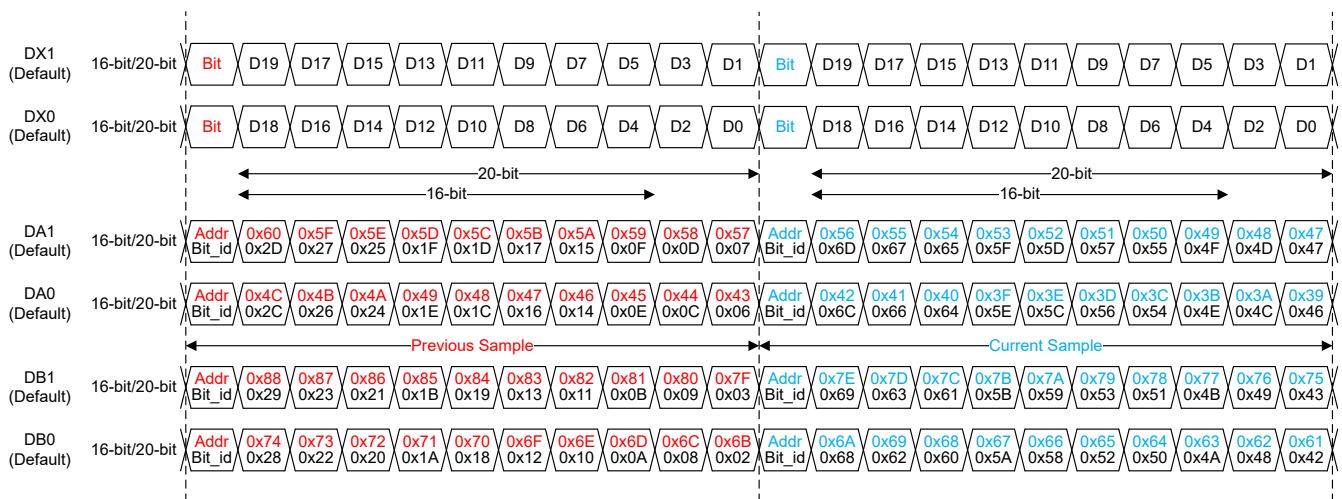 DX1 (Default) 16-bit/20-bit Bit D19 D17 D15 D13 D11 D9 D7 D5 D3 D1 Bit D19 D17 D15 D13 D11 D9 D7 D5 D3 D1
DX0 (Default) 16-bit/20-bit Bit D18 D16 D14 D12 D10 D8 D6 D4 D2 D0 Bit D18 D16 D14 D12 D10 D8 D6 D4 D2 D0
20-bit 20-bit
16-bit 16-bit
DA1 16-bit/20-bit Addr 0x60 0x5F 0x5E 0x5D 0x5C 0x5B 0x5A 0x59 0x58 0x57 Addr 0x56 0x55 0x54 0x53 0x52 0x51 0x50 0x49 0x48 0x47
(Default) Bit_id 0x2D 0x27 0x25 0x1F 0x1D 0x17 0x15 0x0F 0x0D 0x07 Bit_id 0x6D 0x67 0x65 0x5F 0x5D 0x57 0x55 0x4F 0x4D 0x47
DA0 16-bit/20-bit Addr 0x4C 0x4B 0x4A 0x49 0x48 0x47 0x46 0x45 0x44 0x43 Addr 0x42 0x41 0x40 0x3F 0x3E 0x3D 0x3C 0x3B 0x3A 0x39
(Default) Bit_id 0x2C 0x26 0x24 0x1E 0x1C 0x16 0x14 0x0E 0x0C 0x06 Bit_id 0x6C 0x66 0x64 0x5E 0x5C 0x56 0x54 0x4E 0x4C 0x46
Previous Sample Current Sample
DB1 16-bit/20-bit Addr 0x88 0x87 0x86 0x85 0x84 0x83 0x82 0x81 0x80 0x7F Addr 0x7E 0x7D 0x7C 0x7B 0x7A 0x79 0x78 0x77 0x76 0x75
(Default) Bit_id 0x29 0x23 0x21 0x1B 0x19 0x13 0x11 0x0B 0x09 0x03 Bit_id 0x69 0x63 0x61 0x5B 0x59 0x53 0x51 0x4B 0x49 0x43
DB0 16-bit/20-bit Addr 0x74 0x73 0x72 0x71 0x70 0x6F 0x6E 0x6D 0x6C 0x6B Addr 0x6A 0x69 0x68 0x67 0x66 0x65 0x64 0x63 0x62 0x61
(Default) Bit_id 0x28 0x22 0x20 0x1A 0x18 0x12 0x10 0x0A 0x08 0x02 Bit_id 0x68 0x62 0x60 0x5A 0x58 0x52 0x50 0x4A 0x48 0x42